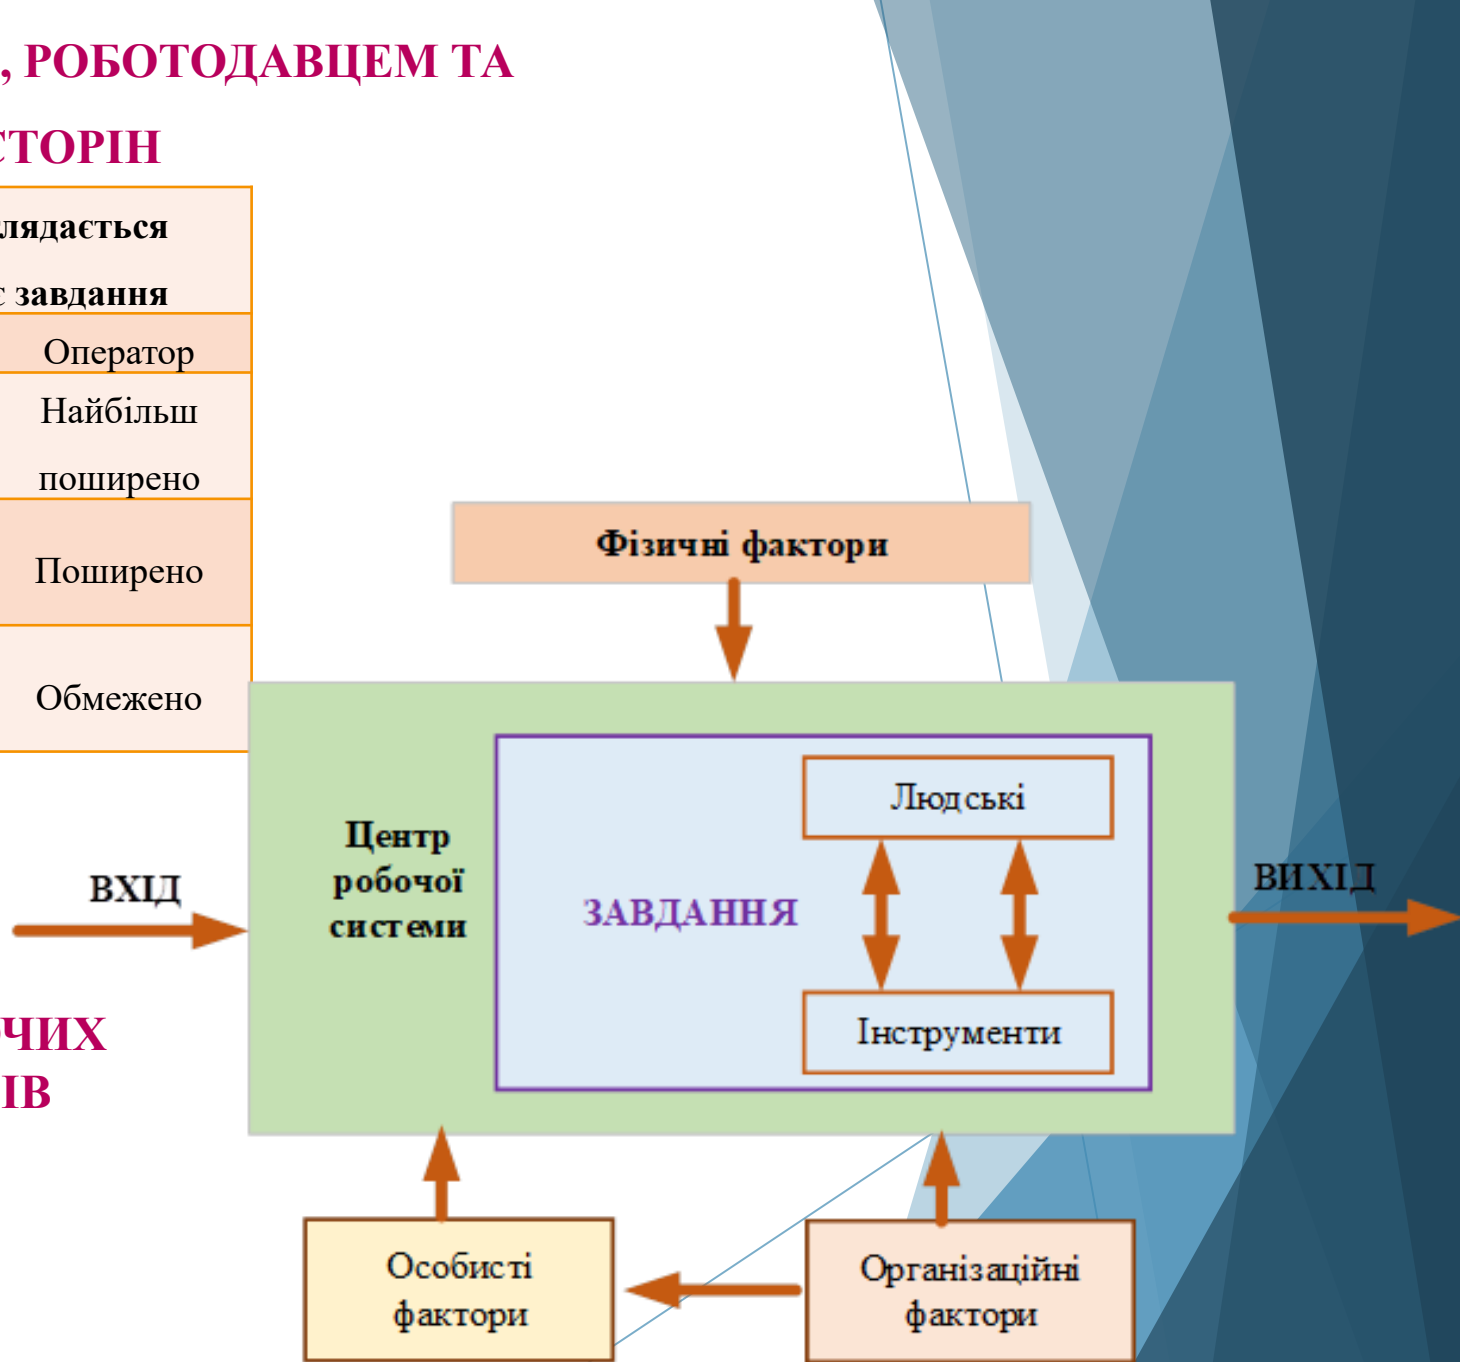 , РОБОТОДАВЦЕМ ТА
СТОРІН
лядається
є завдання
Оператор
Найбільш
поширено
Поширено
Обмежено
Фізичні фактори
Людські
Центр
робочої
системи
ВХІД
ЗАВДАННЯ
ВИХІД
Інструменти
ОЧИХ
ІВ
Особисті
фактори
Організаційні
фактори